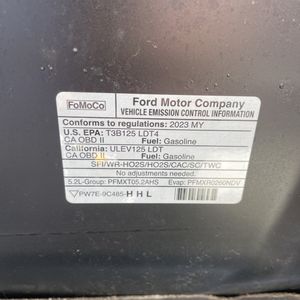 FoMoCo
Ford Motor Company
VEHICLE EMISSION CONTROL INFORMATION
Conforms to regulations: 2023 MY
U.S. EPA: T3B125 LDT4
CA OBD II Fuel: Gasoline
California: ULEV125 LDT
CA OBD II Fuel: Gasoline
SFI/WR-HO2S/HO2S/CAC/SC/TWC
No adjustments needed.
5.2L-Group: PFMXT05.2AHS Evap: PFMXR0260NDV
PW7E-9C485-HHL